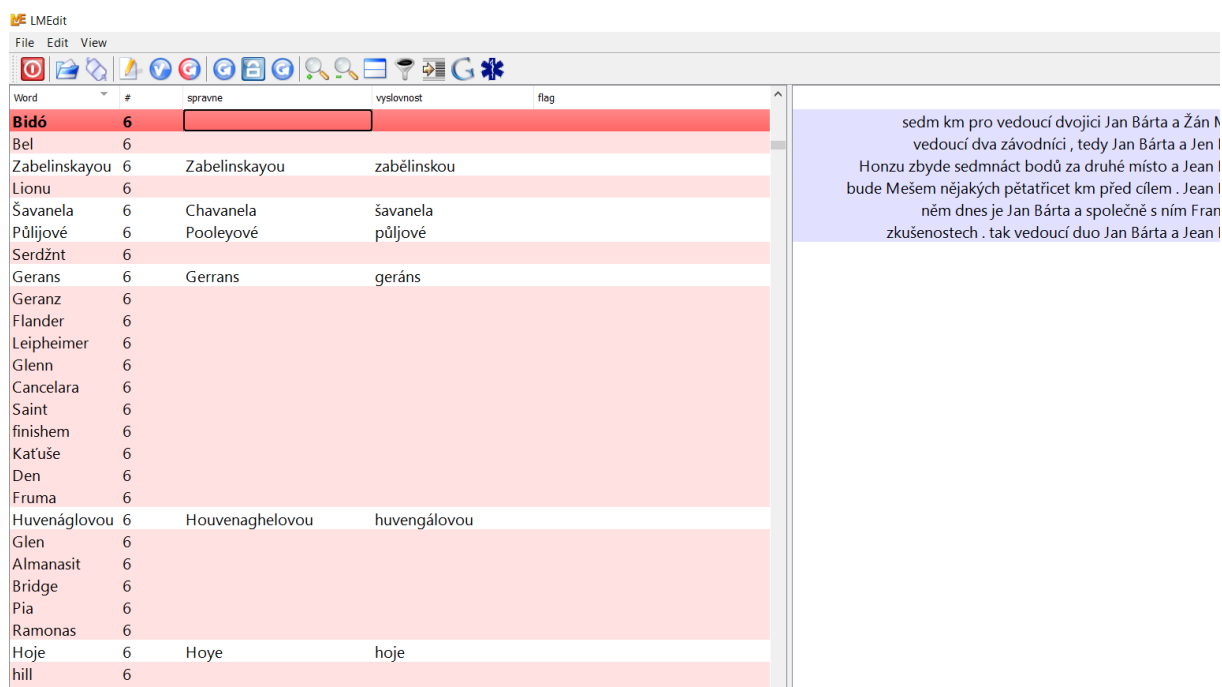 LMEdit
File Edit View
Word # spravne vyslovnost flag
Bidó 6 sedm km pro vedoucí dvojici Jan Bárta a Žán
Bel 6 vedoucí dva závodníci , tedy Jan Bárta a Jen
Zabelinskayou 6 Zabelinskayou zabělinskou Honzu zbyde sedmnáct bodů za druhé místo a Jean
Lionu 6 bude Mešem nějakých pětatřicet km před cílem . Jean
Šavanela 6 Chavanela šavanela něm dnes je Jan Bárta a společně s ním Fran
Půlijové 6 Pooleyové půljové zkušenostech . tak vedoucí duo Jan Bárta a Jean
Serdžnt 6
Gerans 6 Gerrans geráns
Geranz 6
Flander 6
Leipheimer 6
Glenn 6
Cancelara 6
Saint 6
finishem 6
Kaťuše 6
Den 6
Fruma 6
Huvenáglovou 6 Houvenaghelovou huvengálovou
Glen 6
Almanasit 6
Bridge 6
Pia 6
Ramonas 6
Hoje 6 Hoye hoje
hill 6